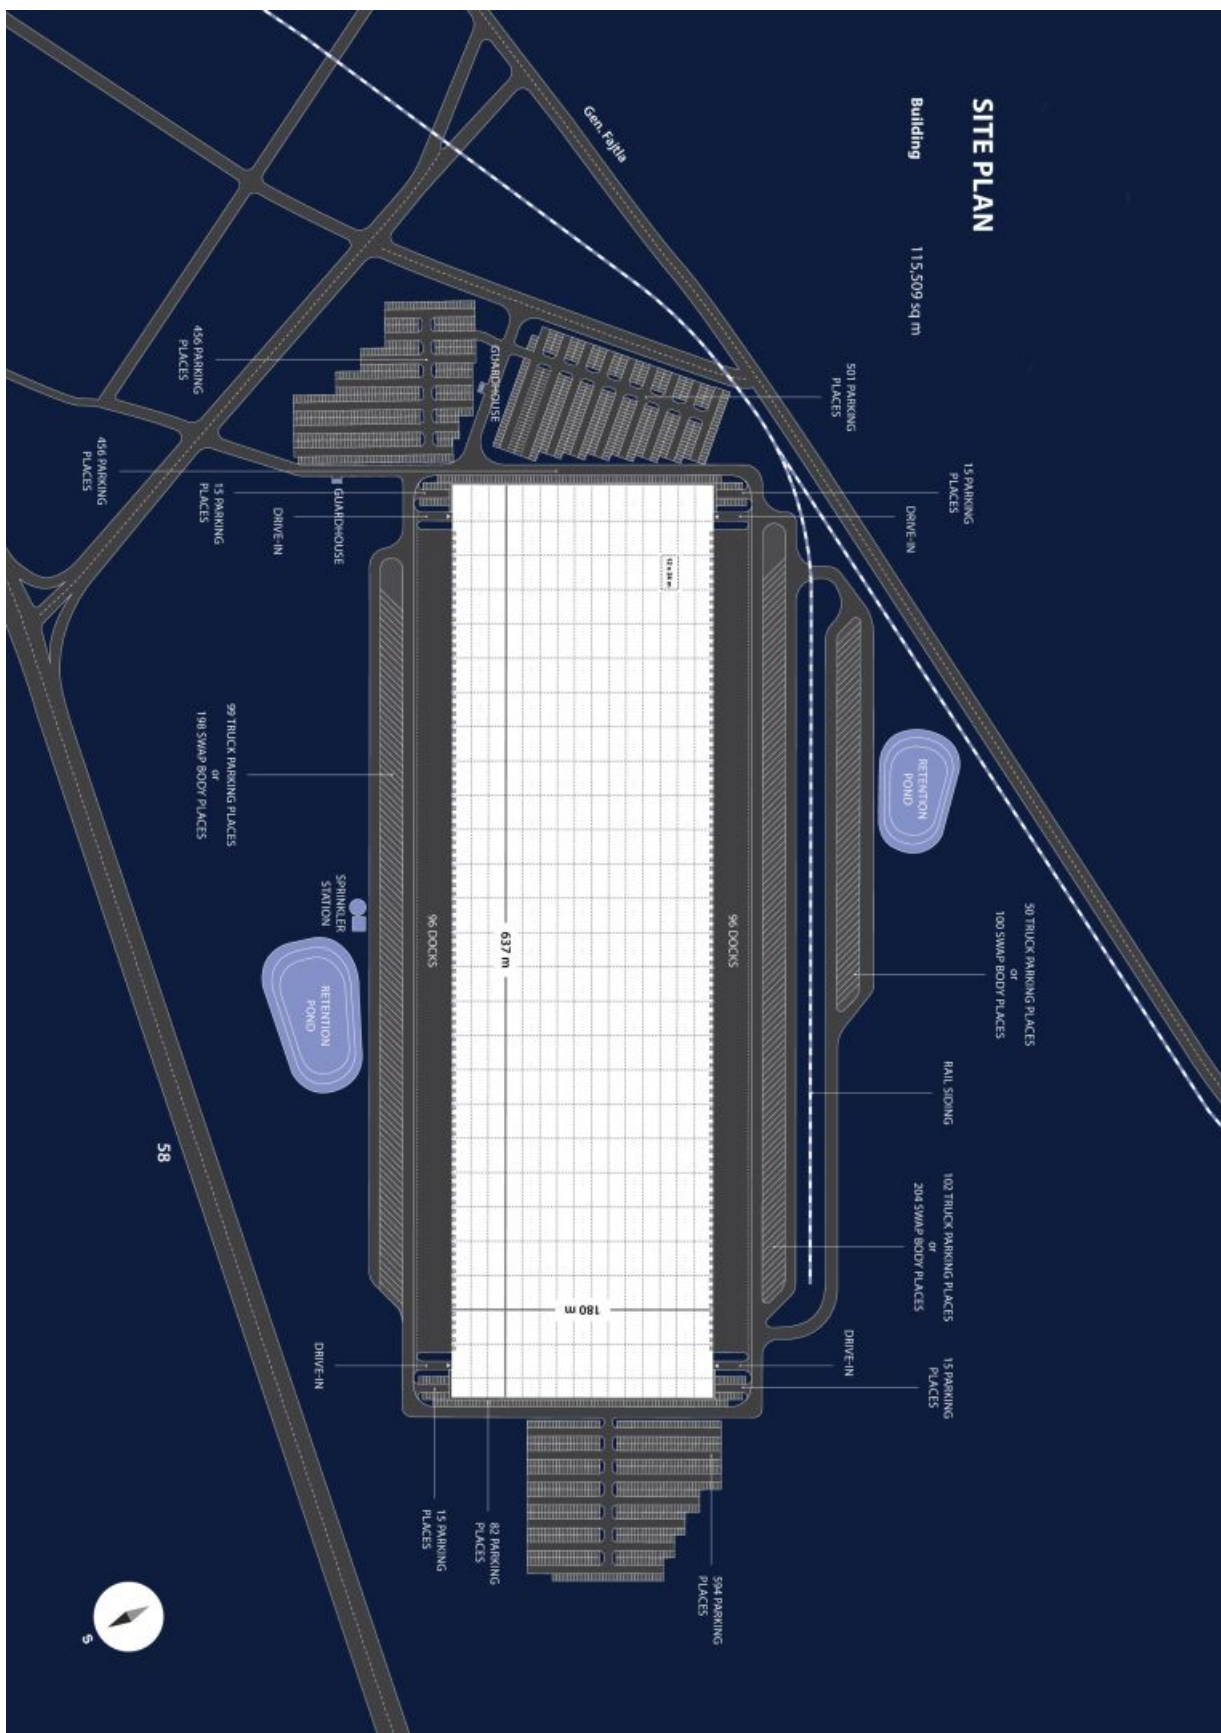 SITE PLAN
Building 115,509 sq m
Gen. Fajtla
501 PARKING
PLACES
15 PARKING
PLACES
DRIVE-IN
RETENTION
POND
50 TRUCK PARKING PLACES
or
100 SWAP BODY PLACES
RAIL SIDING
102 TRUCK PARKING PLACES
or
204 SWAP BODY PLACES
DRIVE-IN
15 PARKING
PLACES
GUARDHOUSE
12 x 24 m
96 DOCKS
637 m
180 m
96 DOCKS
594 PARKING
PLACES
82 PARKING
PLACES
15 PARKING
PLACES
456 PARKING
PLACES
456 PARKING
PLACES
15 PARKING
PLACES
DRIVE-IN
GUARDHOUSE
99 TRUCK PARKING PLACES
or
198 SWAP BODY PLACES
SPRINKLER
STATION
RETENTION
POND
DRIVE-IN
58
S